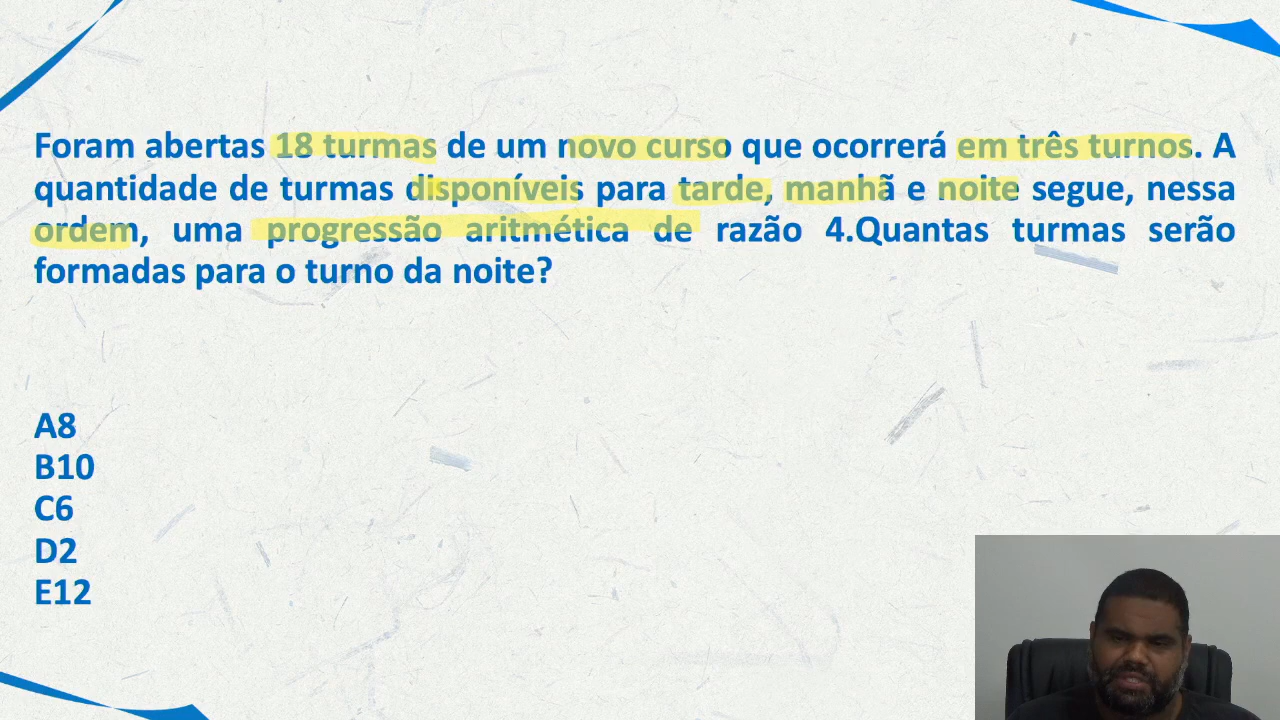 Foram abertas 18 turmas de um novo curso que ocorrerá em três turnos. A
quantidade de turmas disponíveis para tarde, manhã e noite segue, nessa
ordem, uma progressão aritmética de razão 4.Quantas turmas serão
formadas para o turno da noite?
A8
B10
C6
D2
E12